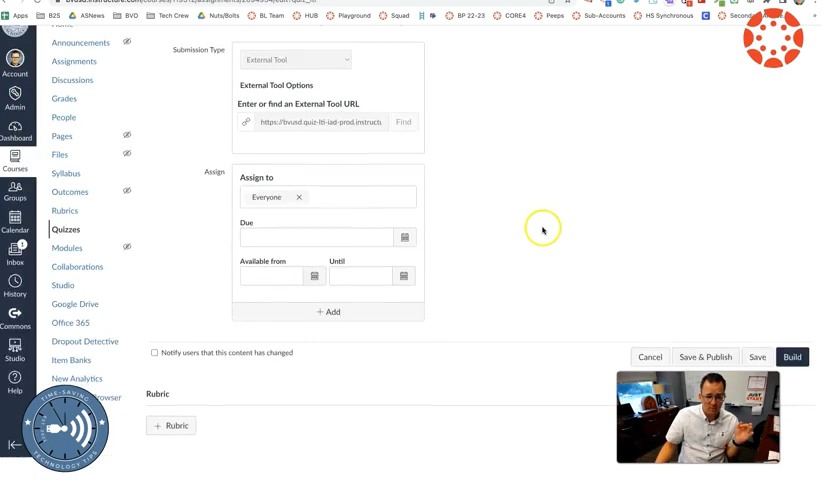 Apps B2S ASNews BVO Tech Crew Nuts/Bolts BL Team HUB Playground Squad BP 22-23 CORE4 Peeps Sub-Accounts HS Synchronous
Account
Admin
Dashboard
Courses
Groups
Calendar
1
Inbox
History
Commons
Studio
Help
Announcements
Assignments
Discussions
Grades
People
Pages
Files
Syllabus
Outcomes
Rubrics
Quizzes
Modules
Collaborations
Studio
Google Drive
Office 365
Dropout Detective
Item Banks
New Analytics
Submission Type
External Tool
External Tool Options
Enter or find an External Tool URL
https://bvusd.quiz-lti-iad-prod.instructu
Find
Assign
Assign to
Everyone ×
Due
Available from Until
+ Add
Notify users that this content has changed
Cancel Save & Publish Save Build
Rubric
+ Rubric
TIME-SAVING
TECHNOLOGY TIPS
JUST
START